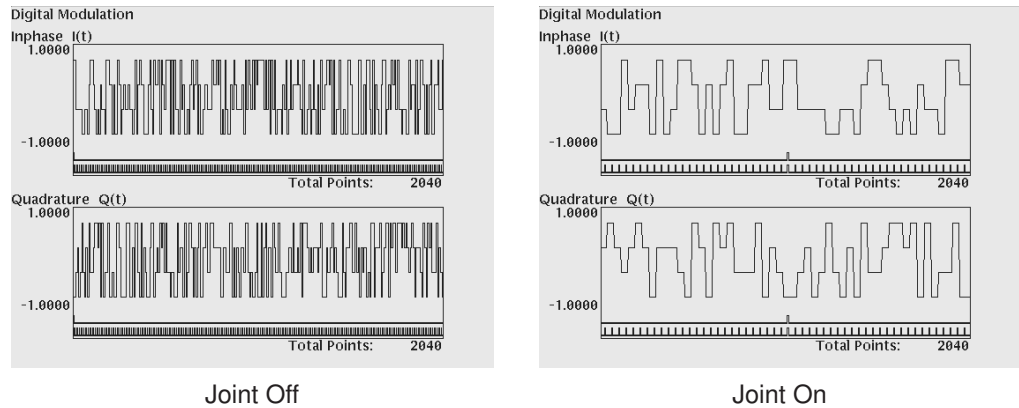 Digital Modulation
Inphase I(t)
1.0000
-1.0000
Total Points: 2040
Quadrature Q(t)
1.0000
-1.0000
Total Points: 2040
Joint Off
Digital Modulation
Inphase I(t)
1.0000
-1.0000
Total Points: 2040
Quadrature Q(t)
1.0000
-1.0000
Total Points: 2040
Joint On